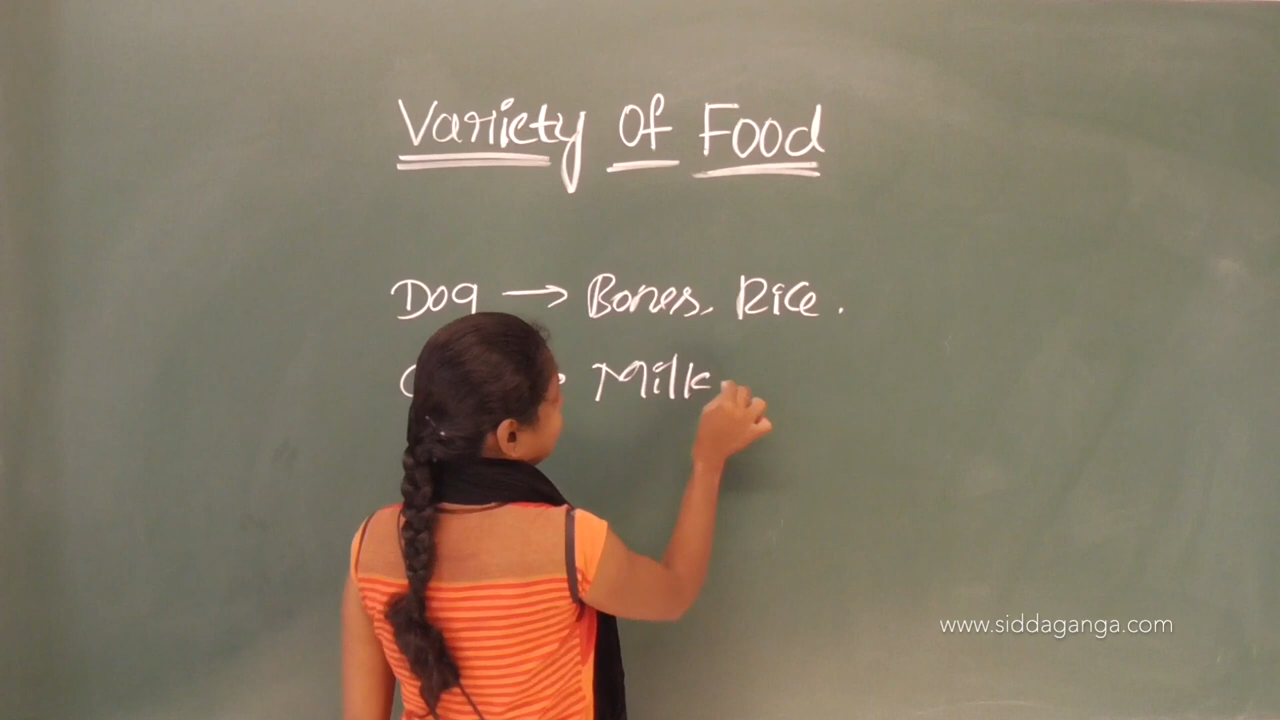 Variety Of Food
Dog → Bones, Rice.
→ Milk
www.siddaganga.com